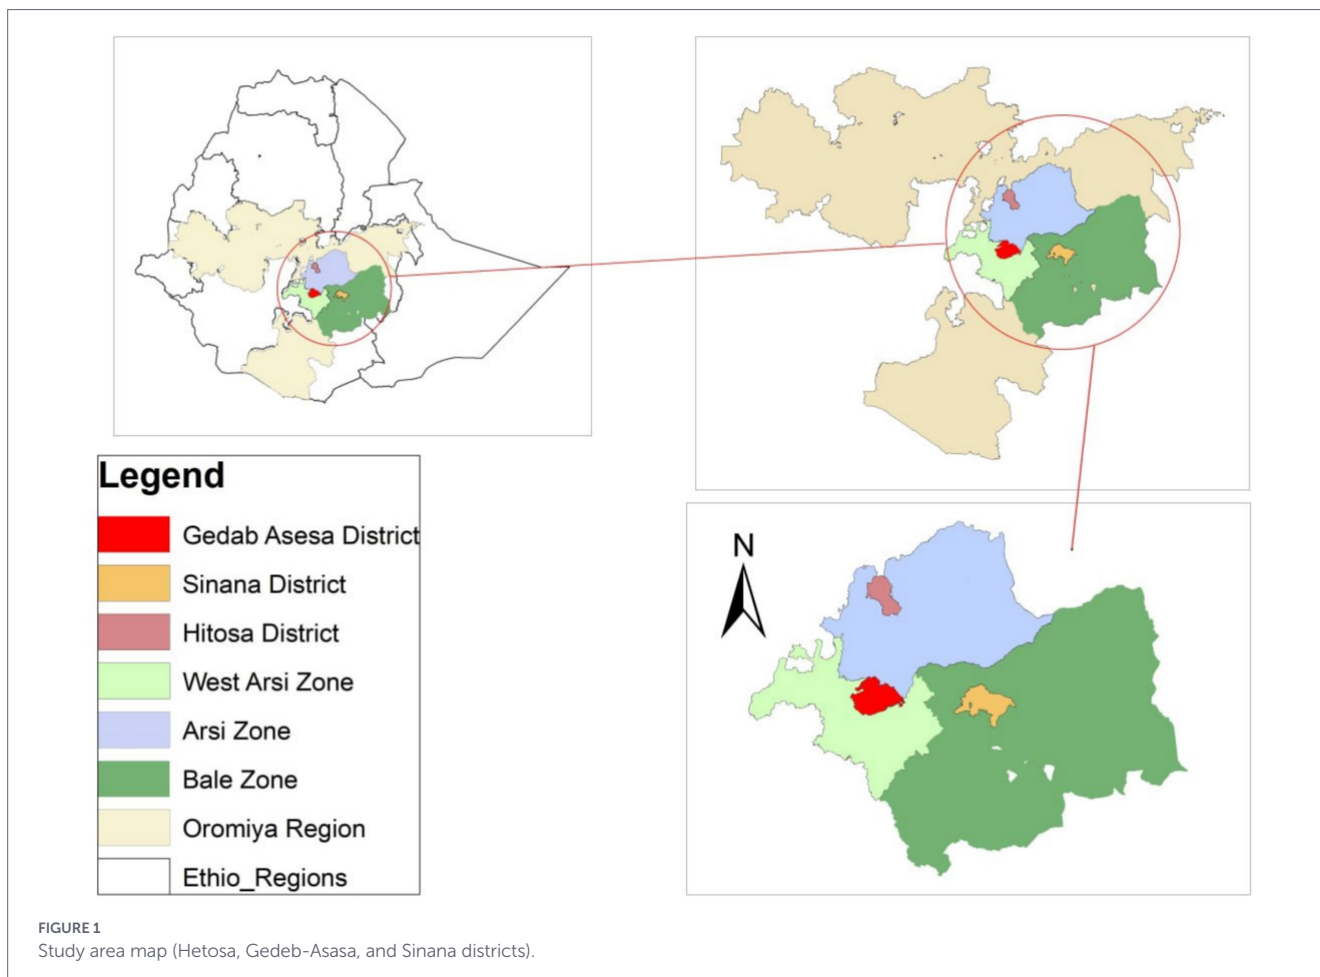 Legend
Gedab Asesa District
Sinana District
Hitosa District
West Arsi Zone
Arsi Zone
Bale Zone
Oromiya Region
Ethio_Regions
N
FIGURE 1
Study area map (Hetosa, Gedeb-Asasa, and Sinana districts).